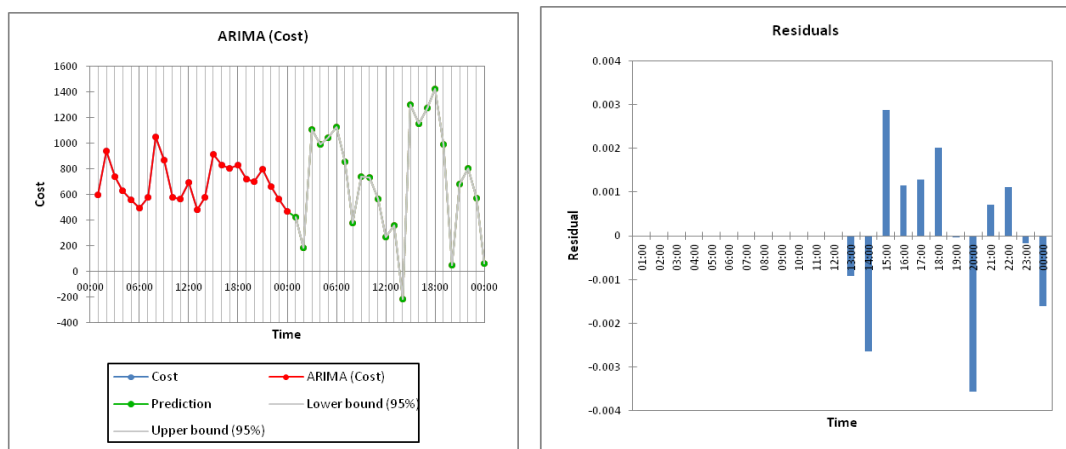 ARIMA (Cost)
1600
1400
1200
1000
800
600
400
200
0
-200
-400
Cost
00:00 06:00 12:00 18:00 00:00 06:00 12:00 18:00 00:00
Time
Cost ARIMA (Cost)
Prediction Lower bound (95%)
Upper bound (95%)
Residuals
0.004
0.003
0.002
0.001
0
-0.001
-0.002
-0.003
-0.004
Residual
01:00 02:00 03:00 04:00 05:00 06:00 07:00 08:00 09:00 10:00 11:00 12:00 13:00 14:00 15:00 16:00 17:00 18:00 19:00 20:00 21:00 22:00 23:00 00:00
Time